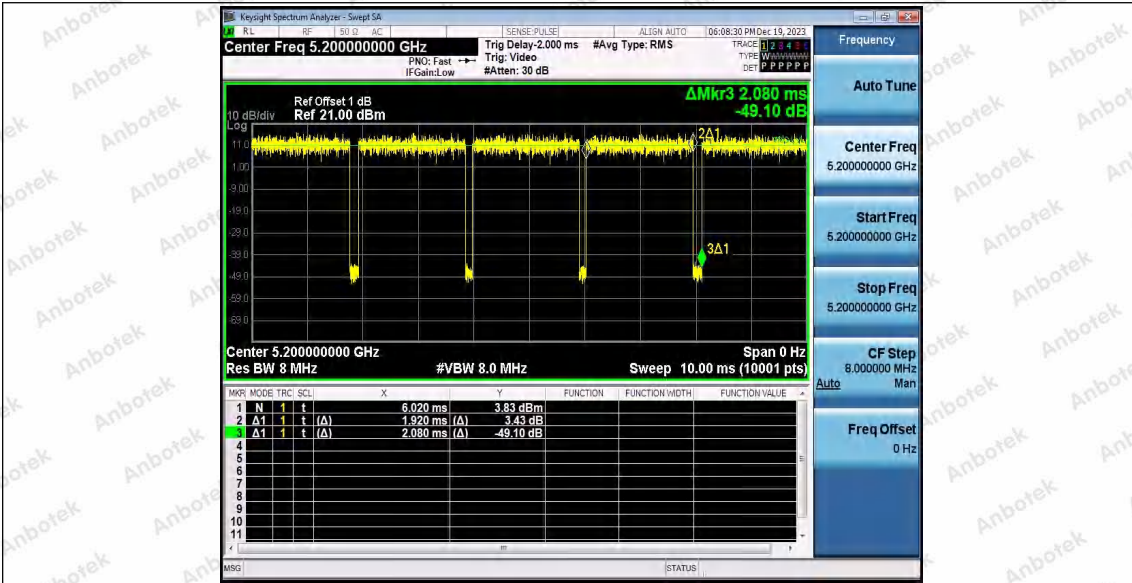 Keysight Spectrum Analyzer - Swept SA
RL RF 50 Ω AC SENSE:PULSE ALIGN AUTO 06:08:30 PM Dec 19, 2023
Center Freq 5.200000000 GHz
PNO: Fast
IFGain:Low
Trig Delay-2.000 ms
Trig: Video
#Atten: 30 dB
#Avg Type: RMS
TRACE 1 2 3 4 5 6
TYPE W
DET P P P P P P
ΔMkr3 2.080 ms
-49.10 dB
Ref Offset 1 dB
10 dB/div Ref 21.00 dBm
Log
11.0
1.00
-9.00
-19.0
-29.0
-39.0
-49.0
-59.0
-69.0
2Δ1
3Δ1
Center 5.200000000 GHz Span 0 Hz
Res BW 8 MHz #VBW 8.0 MHz Sweep 10.00 ms (10001 pts)
MKR MODE TRC SCL X Y FUNCTION FUNCTION WIDTH FUNCTION VALUE
1 N 1 t 6.020 ms 3.83 dBm
2 Δ1 1 t (Δ) 1.920 ms (Δ) 3.43 dB
3 Δ1 1 t (Δ) 2.080 ms (Δ) -49.10 dB
4
5
6
7
8
9
10
11
MSG STATUS
Frequency
Auto Tune
Center Freq
5.200000000 GHz
Start Freq
5.200000000 GHz
Stop Freq
5.200000000 GHz
CF Step
8.000000 MHz
Auto Man
Freq Offset
0 Hz
Anbotek